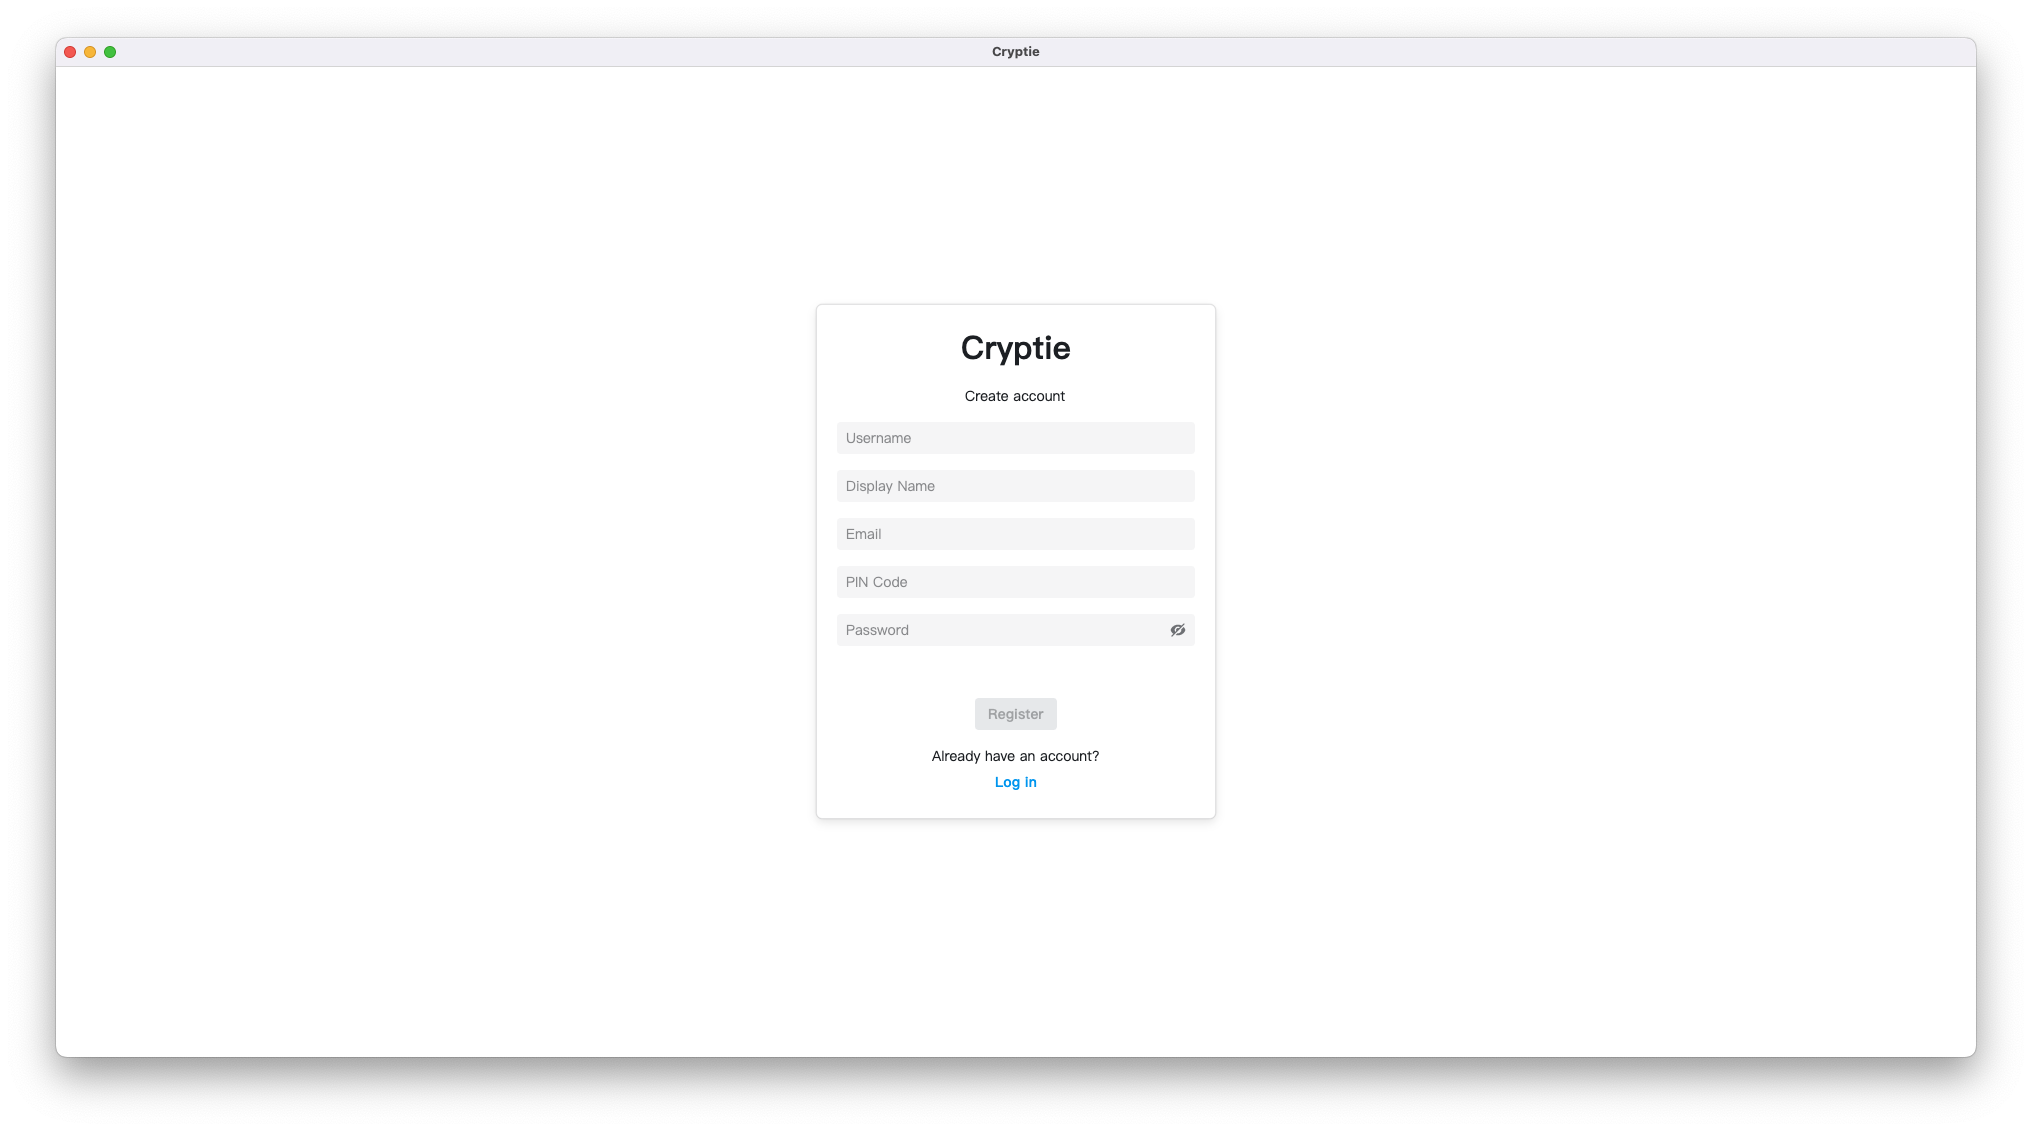 Cryptie
Cryptie
Create account
Username
Display Name
Email
PIN Code
Password
Register
Already have an account?
Log in